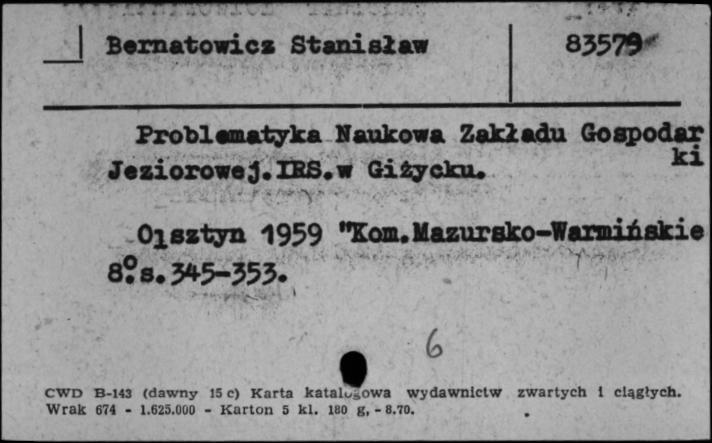 Bernatowicz Stanisław 83579
Problematyka Naukowa Zakładu Gospodar
ki
Jeziorowej.IRS.w Giżycku.
Olsztyn 1959 "Kom.Mazursko-Warmińskie
8º.s.345-353.
6
CWD B-143 (dawny 15 c) Karta katalogowa wydawnictw zwartych i ciągłych.
Wrak 674 - 1.625.000 - Karton 5 kl. 180 g, - 8.70.